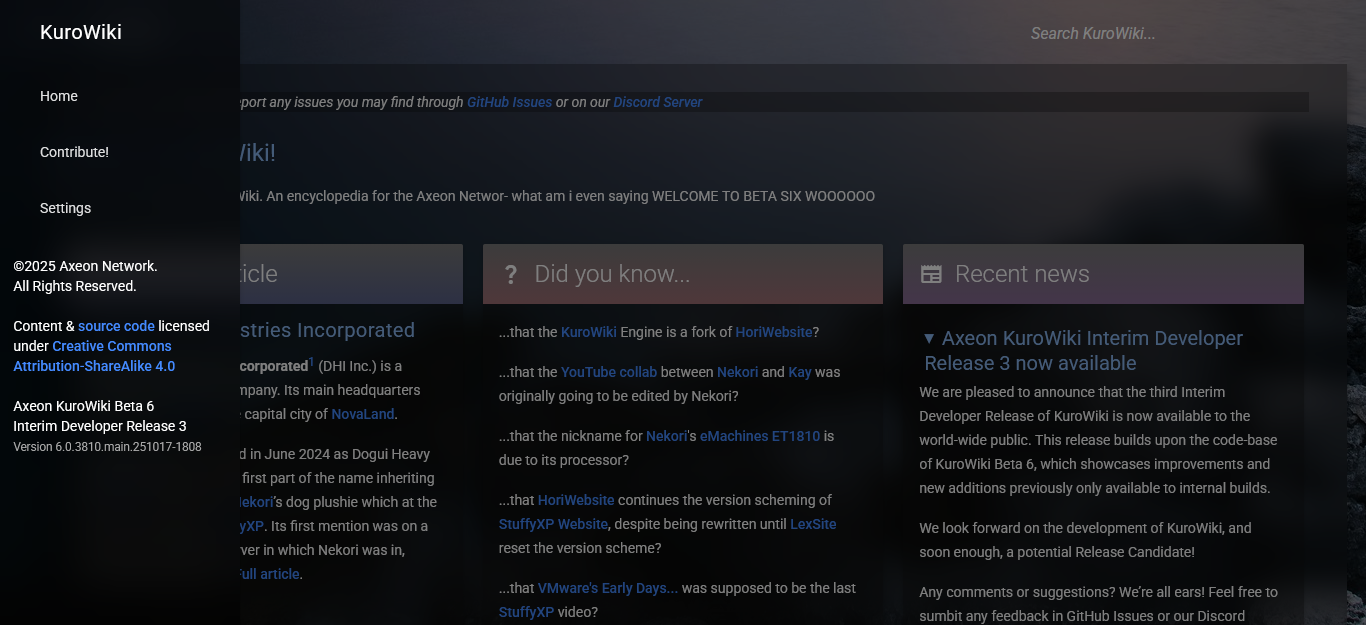 KuroWiki
Home
Contribute!
Settings
©2025 Axeon Network.
All Rights Reserved.
Content & source code licensed
under Creative Commons
Attribution-ShareAlike 4.0
Axeon KuroWiki Beta 6
Interim Developer Release 3
Version 6.0.3810.main.251017-1808
Search KuroWiki...
port any issues you may find through GitHub Issues or on our Discord Server
Wiki!
Wiki. An encyclopedia for the Axeon Networ- what am i even saying WELCOME TO BETA SIX WOOOOOO
ticle
stries Incorporated
corporated1 (DHI Inc.) is a
mpany. Its main headquarters
capital city of NovaLand.
d in June 2024 as Dogui Heavy
first part of the name inheriting
Nekori's dog plushie which at the
yXP. Its first mention was on a
ver in which Nekori was in,
Full article.
? Did you know...
...that the KuroWiki Engine is a fork of HoriWebsite?
...that the YouTube collab between Nekori and Kay was
originally going to be edited by Nekori?
...that the nickname for Nekori's eMachines ET1810 is
due to its processor?
...that HoriWebsite continues the version scheming of
StuffyXP Website, despite being rewritten until LexSite
reset the version scheme?
...that VMware's Early Days... was supposed to be the last
StuffyXP video?
Recent news
▼ Axeon KuroWiki Interim Developer
Release 3 now available
We are pleased to announce that the third Interim
Developer Release of KuroWiki is now available to the
world-wide public. This release builds upon the code-base
of KuroWiki Beta 6, which showcases improvements and
new additions previously only available to internal builds.
We look forward on the development of KuroWiki, and
soon enough, a potential Release Candidate!
Any comments or suggestions? We're all ears! Feel free to
sumbit any feedback in GitHub Issues or our Discord